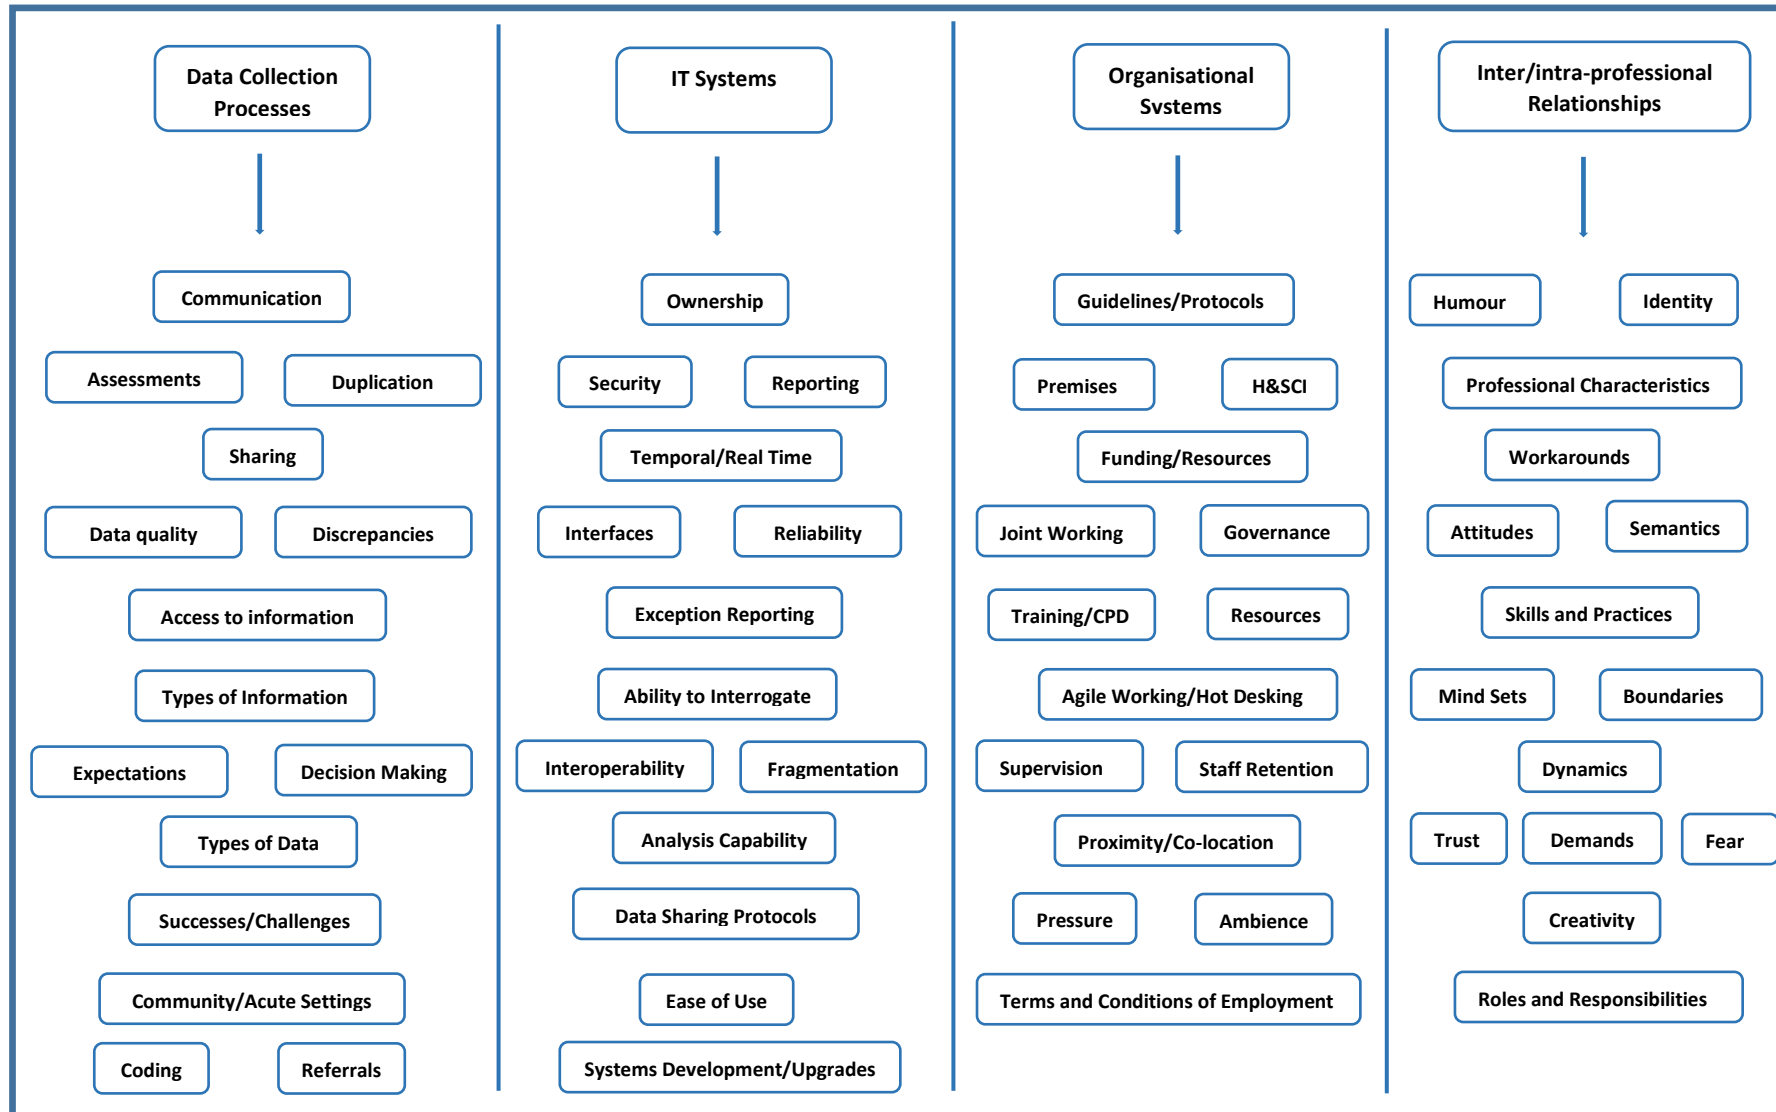 Data Collection
Processes
IT Systems
Organisational
Systems
Inter/intra-professional
Relationships
Communication
Assessments
Duplication
Sharing
Data quality
Discrepancies
Access to information
Types of Information
Expectations
Decision Making
Types of Data
Successes/Challenges
Community/Acute Settings
Coding
Referrals
Ownership
Security
Reporting
Temporal/Real Time
Interfaces
Reliability
Exception Reporting
Ability to Interrogate
Interoperability
Fragmentation
Analysis Capability
Data Sharing Protocols
Ease of Use
Systems Development/Upgrades
Guidelines/Protocols
Premises
H&SCI
Funding/Resources
Joint Working
Governance
Training/CPD
Resources
Agile Working/Hot Desking
Supervision
Staff Retention
Proximity/Co-location
Pressure
Ambience
Terms and Conditions of Employment
Humour
Identity
Professional Characteristics
Workarounds
Attitudes
Semantics
Skills and Practices
Mind Sets
Boundaries
Dynamics
Trust
Demands
Fear
Creativity
Roles and Responsibilities